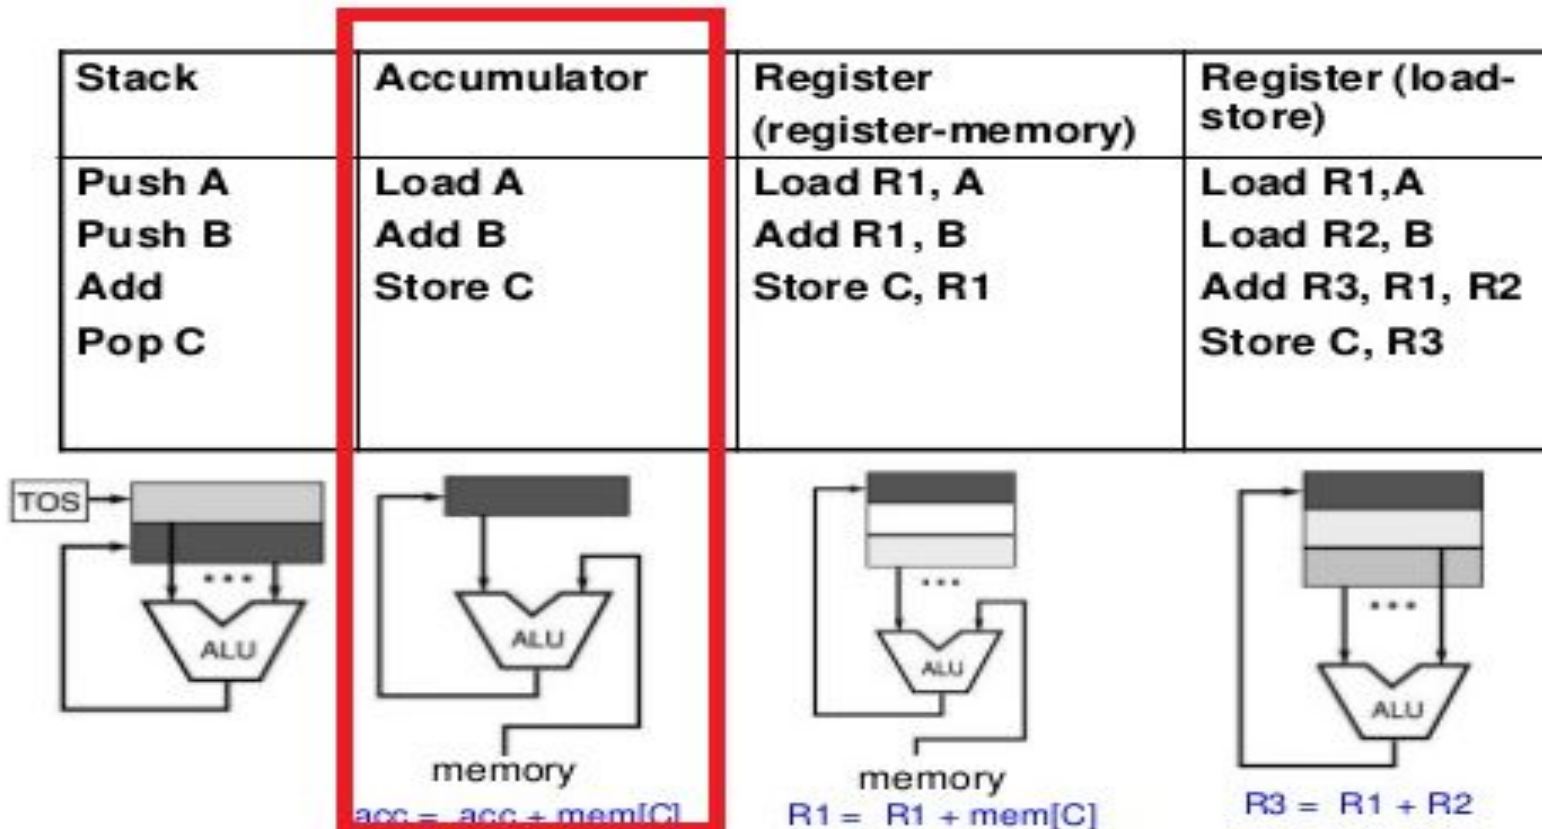 Stack
Accumulator
Register
(register-memory)
Register (load-
store)
Push A
Push B
Add
Pop C
Load A
Add B
Store C
Load R1, A
Add R1, B
Store C, R1
Load R1,A
Load R2, B
Add R3, R1, R2
Store C, R3
TOS
...
ALU
ALU
memory
acc = acc + mem[C]
...
ALU
memory
R1 = R1 + mem[C]
...
ALU
R3 = R1 + R2